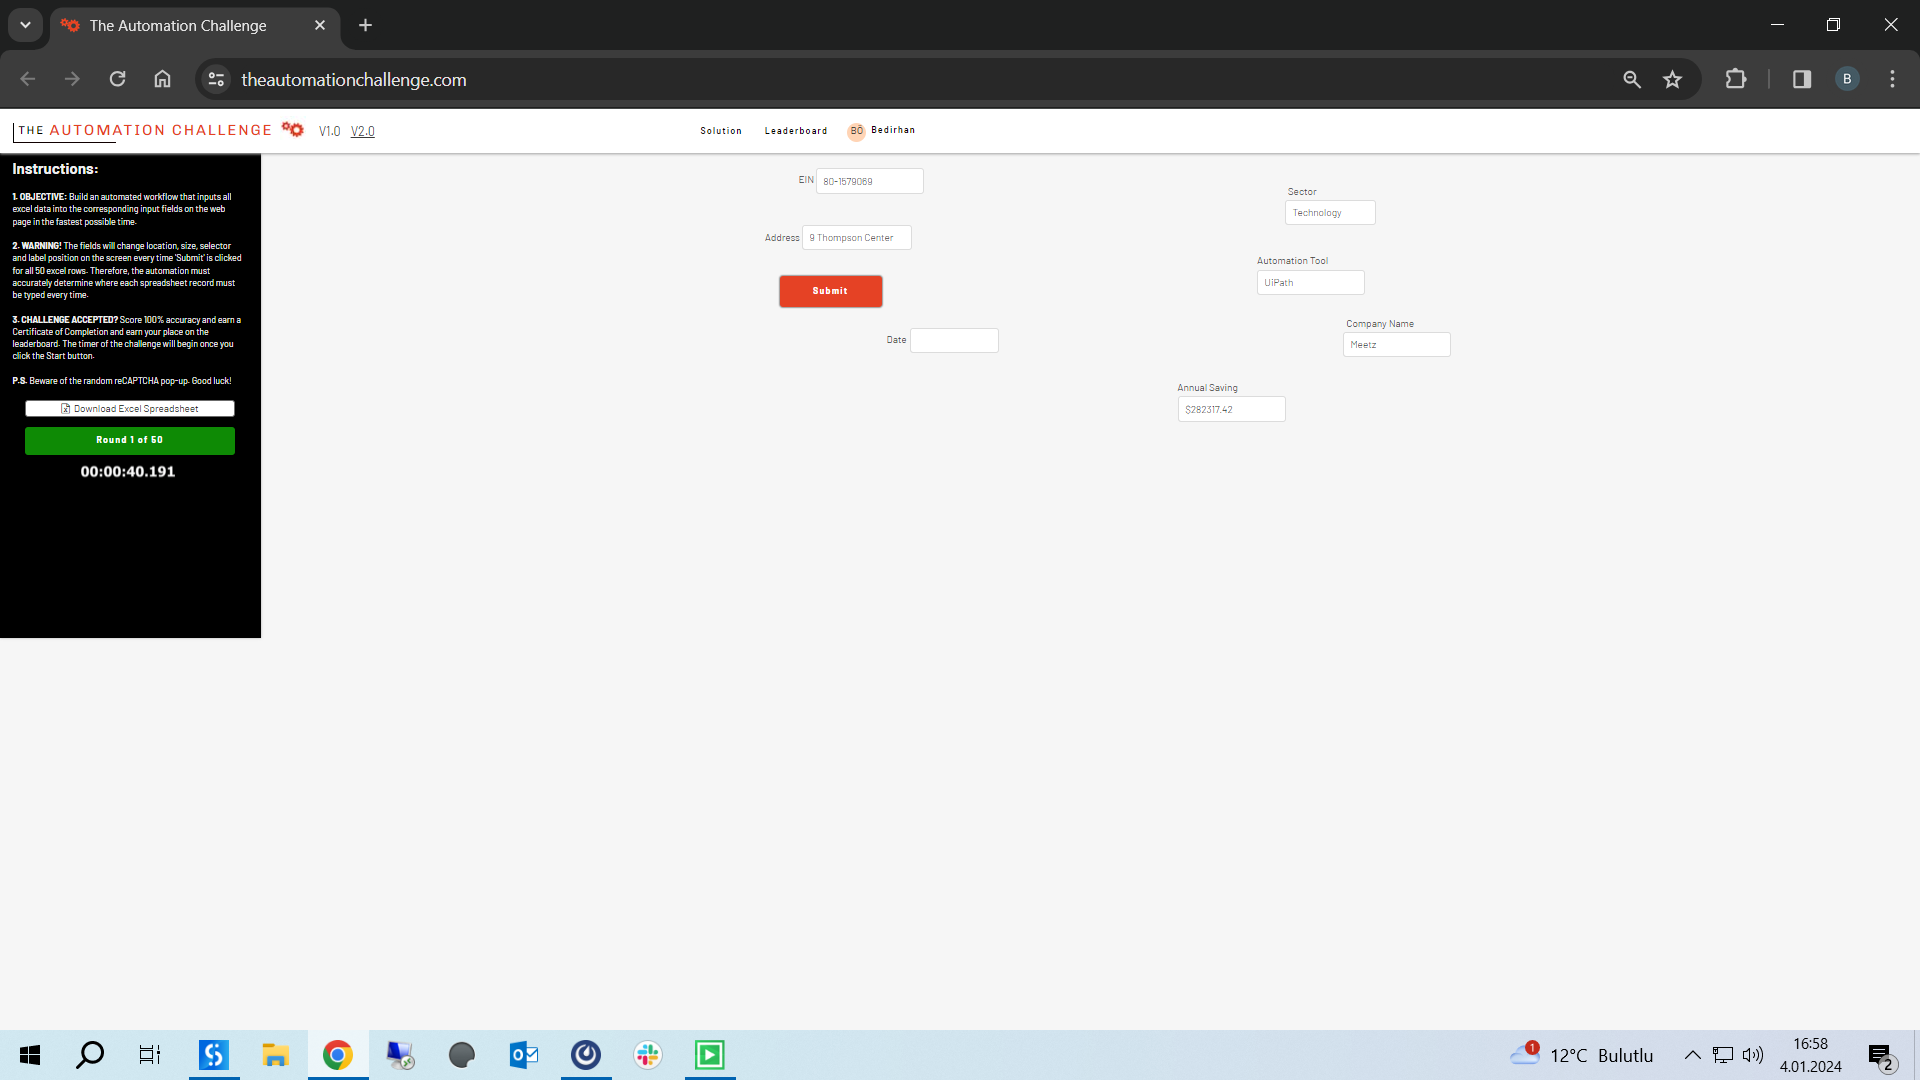 The Automation Challenge
theautomationchallenge.com
B
THE AUTOMATION CHALLENGE V1.0 V2.0
Solution Leaderboard BÖ Bedirhan
Instructions:
1. OBJECTIVE: Build an automated workflow that inputs all
excel data into the corresponding input fields on the web
page in the fastest possible time.
2. WARNING! The fields will change location, size, selector
and label position on the screen every time 'Submit' is clicked
for all 50 excel rows. Therefore, the automation must
accurately determine where each spreadsheet record must
be typed every time.
3. CHALLENGE ACCEPTED? Score 100% accuracy and earn a
Certificate of Completion and earn your place on the
leaderboard. The timer of the challenge will begin once you
click the Start button.
P.S. Beware of the random reCAPTCHA pop-up. Good luck!
Download Excel Spreadsheet
Round 1 of 50
00:00:40.191
EIN 80-1579069
Address 9 Thompson Center
Submit
Date
Sector
Technology
Automation Tool
UiPath
Company Name
Meetz
Annual Saving
$282317.42
1
12°C Bulutlu
16:58
4.01.2024
2